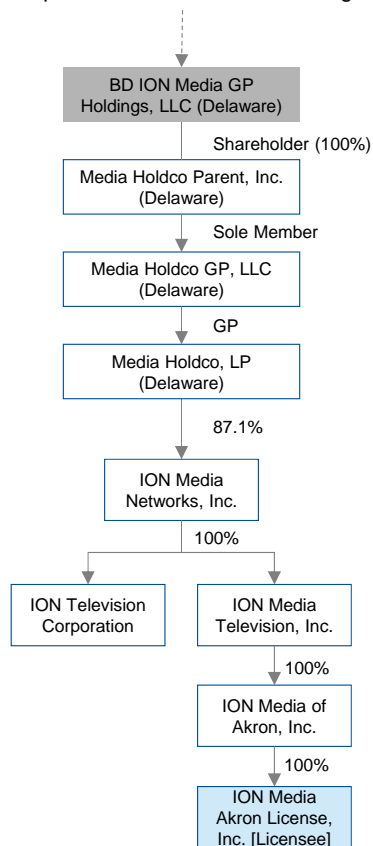 BD ION Media GP
Holdings, LLC (Delaware)
Shareholder (100%)
Media Holdco Parent, Inc.
(Delaware)
Sole Member
Media Holdco GP, LLC
(Delaware)
GP
Media Holdco, LP
(Delaware)
87.1%
ION Media
Networks, Inc.
100%
ION Television
Corporation
ION Media
Television, Inc.
100%
ION Media of
Akron, Inc.
100%
ION Media
Akron License,
Inc. [Licensee]